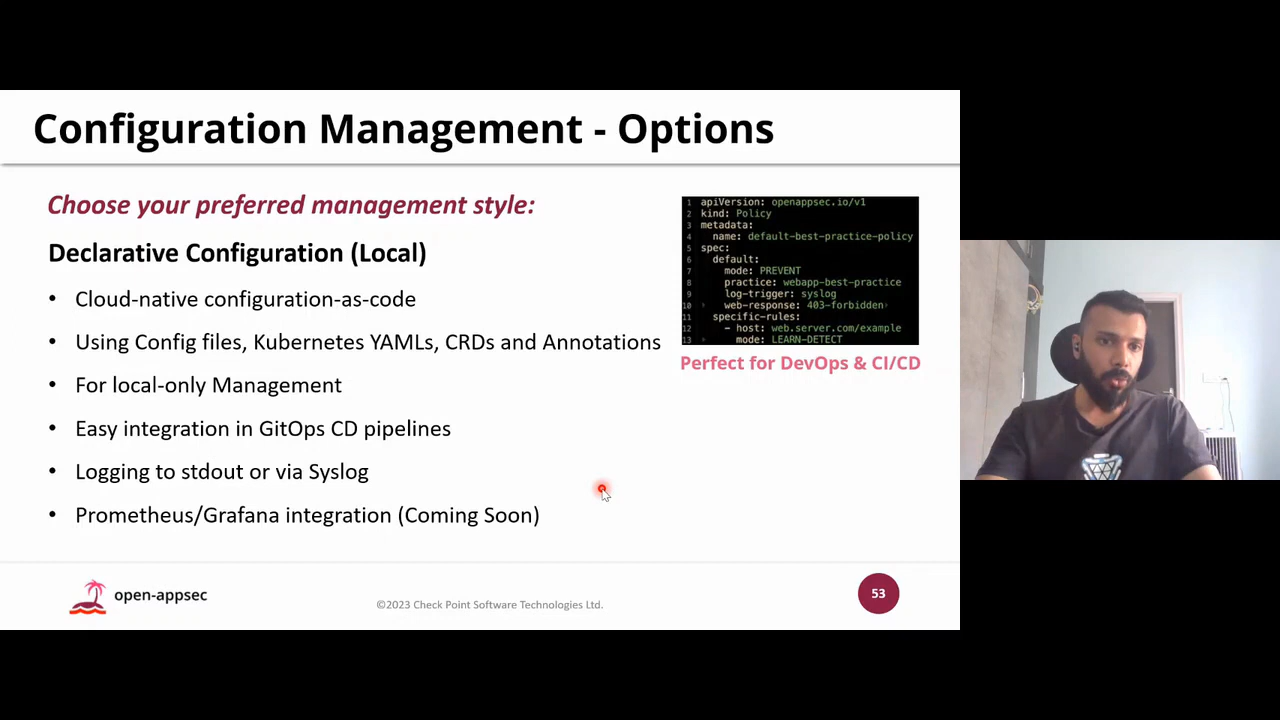 Configuration Management - Options
Choose your preferred management style:
Declarative Configuration (Local)
• Cloud-native configuration-as-code
• Using Config files, Kubernetes YAMLs, CRDs and Annotations
• For local-only Management
• Easy integration in GitOps CD pipelines
• Logging to stdout or via Syslog
• Prometheus/Grafana integration (Coming Soon)
1 apiVersion: openappsec.io/v1
2 kind: Policy
3 metadata:
4 name: default-best-practice-policy
5 spec:
6 default:
7 mode: PREVENT
8 practice: webapp-best-practice
9 log-trigger: syslog
10 web-response: 403-forbidden
11 specific-rules:
12 - host: web.server.com/example
13 mode: LEARN-DETECT
Perfect for DevOps & CI/CD
open-appsec
©2023 Check Point Software Technologies Ltd.
53